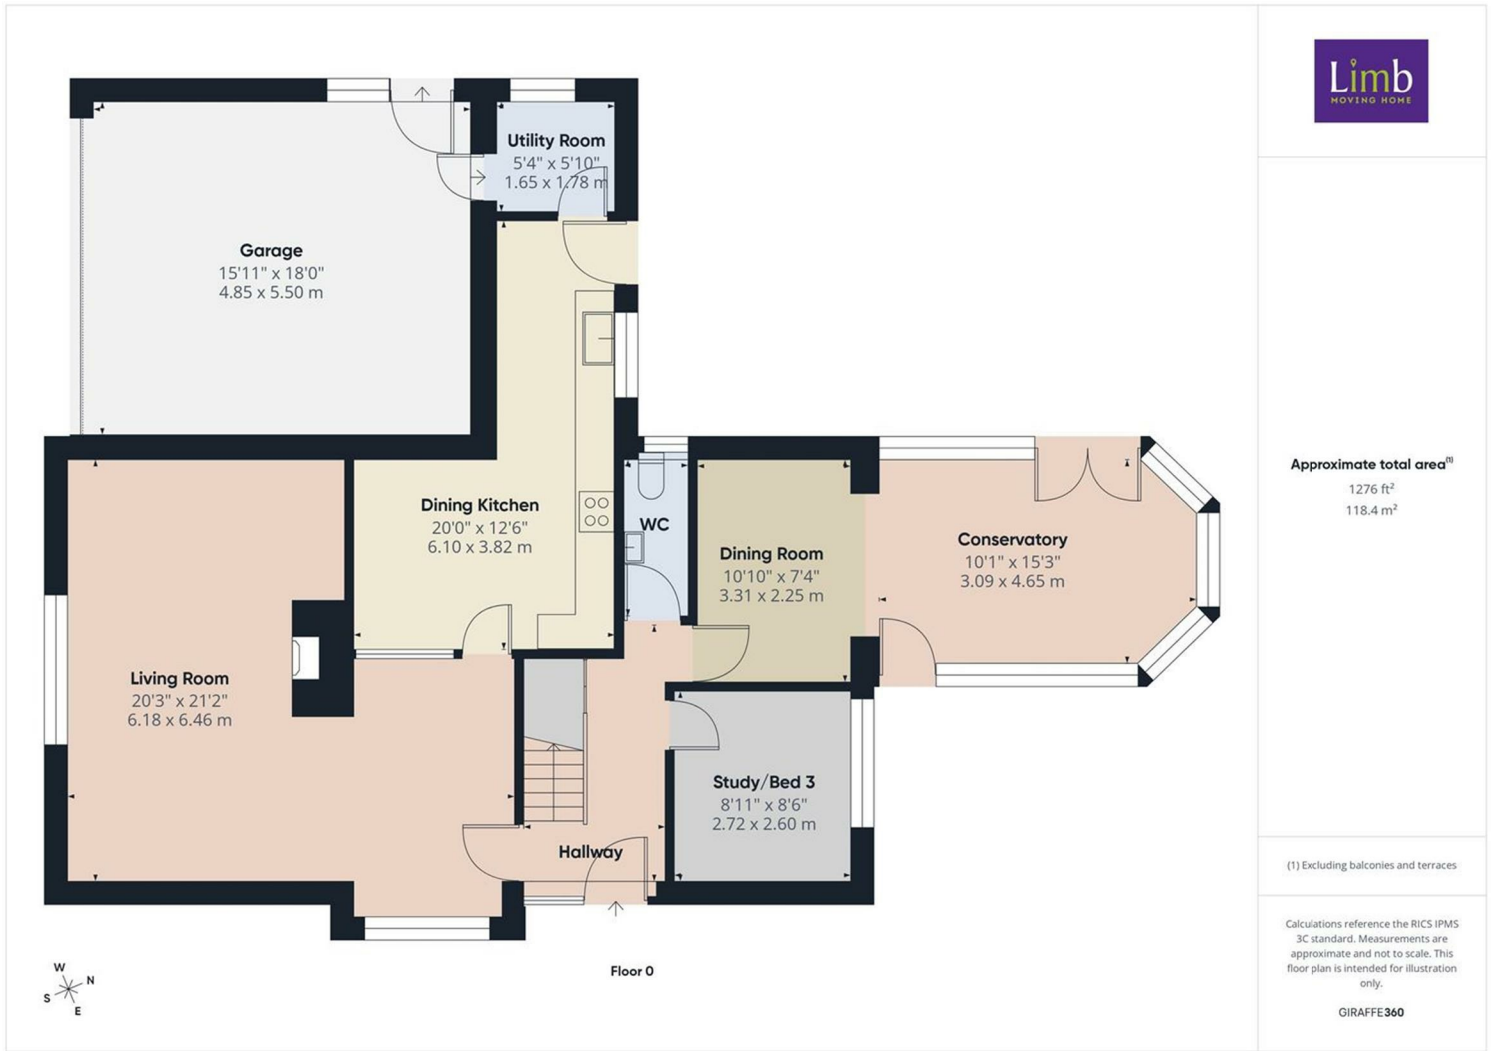 Limb
MOVING HOME
Utility Room
5'4" x 5'10"
1.65 x 1.78 m
Garage
15'11" x 18'0"
4.85 x 5.50 m
Dining Kitchen
20'0" x 12'6"
6.10 x 3.82 m
WC
Dining Room
10'10" x 7'4"
3.31 x 2.25 m
Conservatory
10'1" x 15'3"
3.09 x 4.65 m
Living Room
20'3" x 21'2"
6.18 x 6.46 m
Study/Bed 3
8'11" x 8'6"
2.72 x 2.60 m
Hallway
Floor 0
W
N
S
E
Approximate total area⁽¹⁾
1276 ft²
118.4 m²
(1) Excluding balconies and terraces
Calculations reference the RICS IPMS
3C standard. Measurements are
approximate and not to scale. This
floor plan is intended for illustration
only.
GIRAFFE360